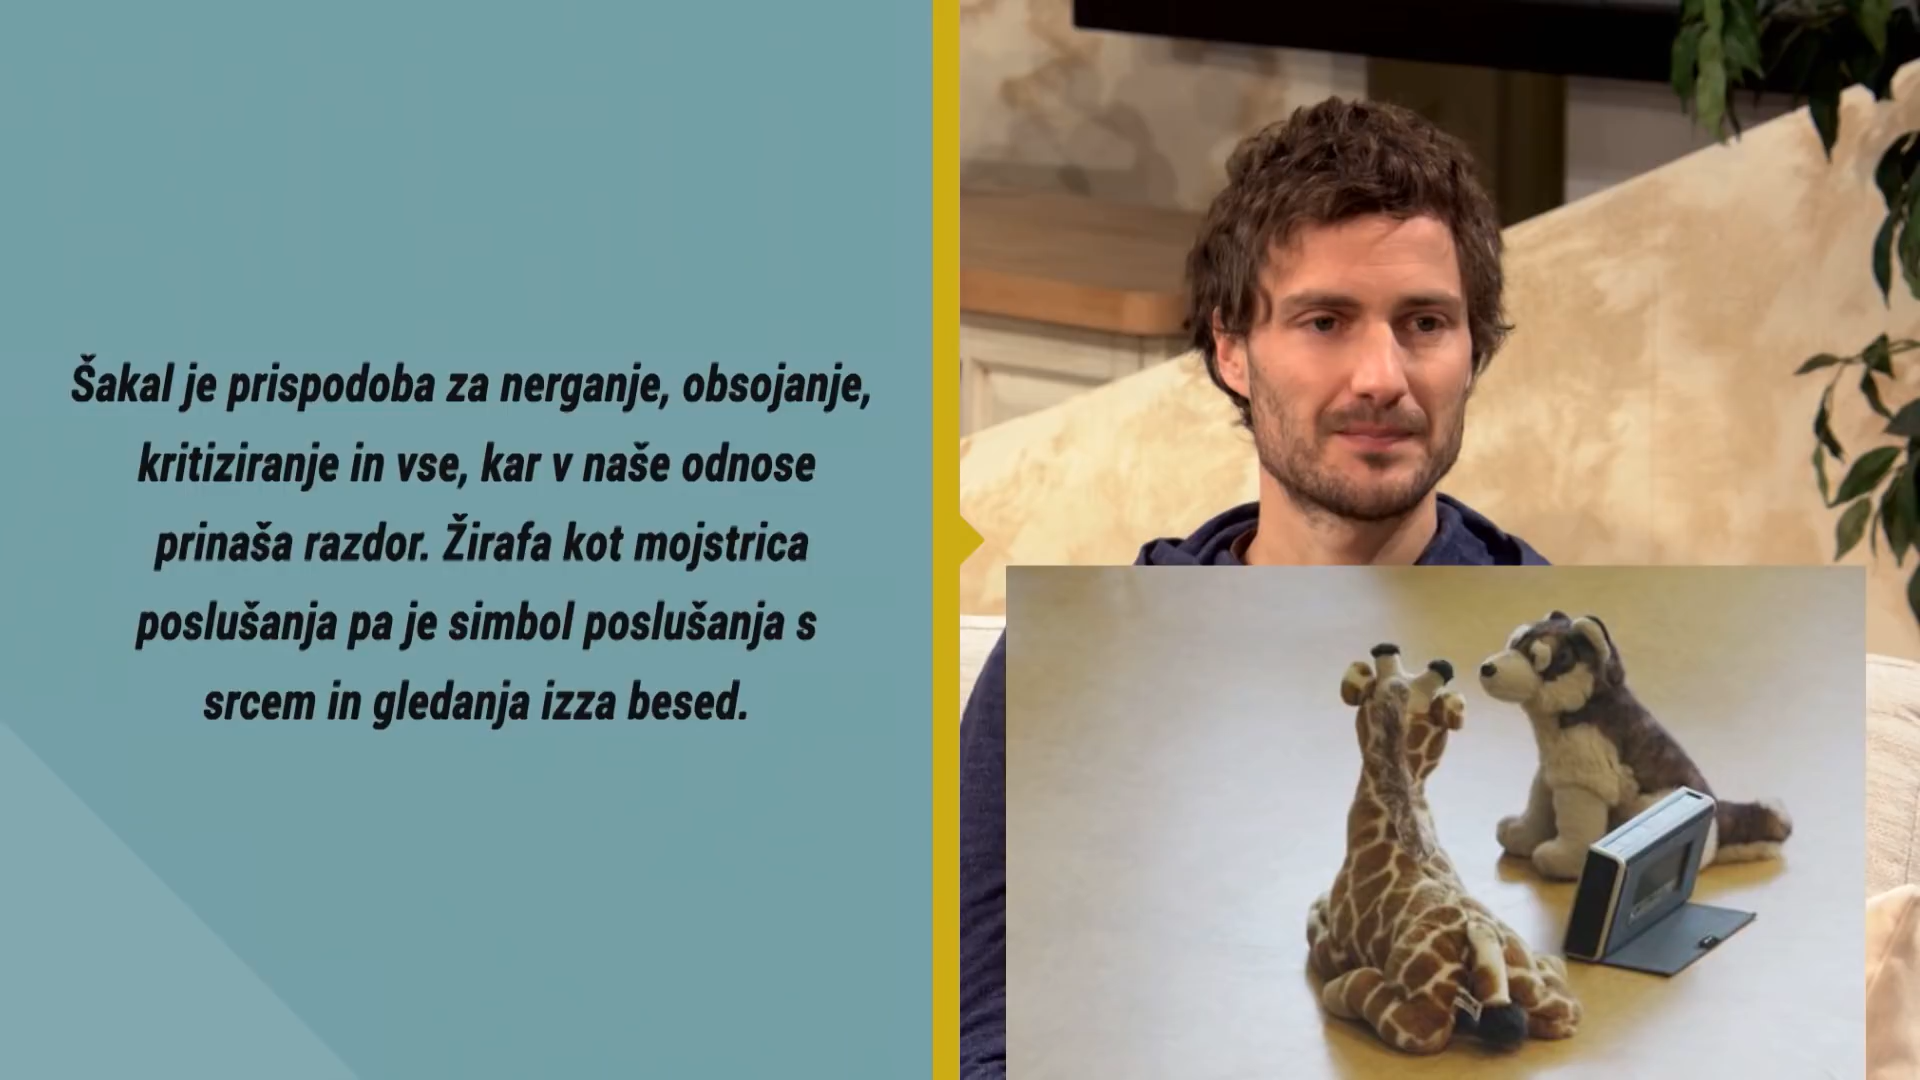 Šakal je prispodoba za nerganje, obsojanje,
kritiziranje in vse, kar v naše odnose
prinaša razdor. Žirafa kot mojstrica
poslušanja pa je simbol poslušanja s
srcem in gledanja izza besed.